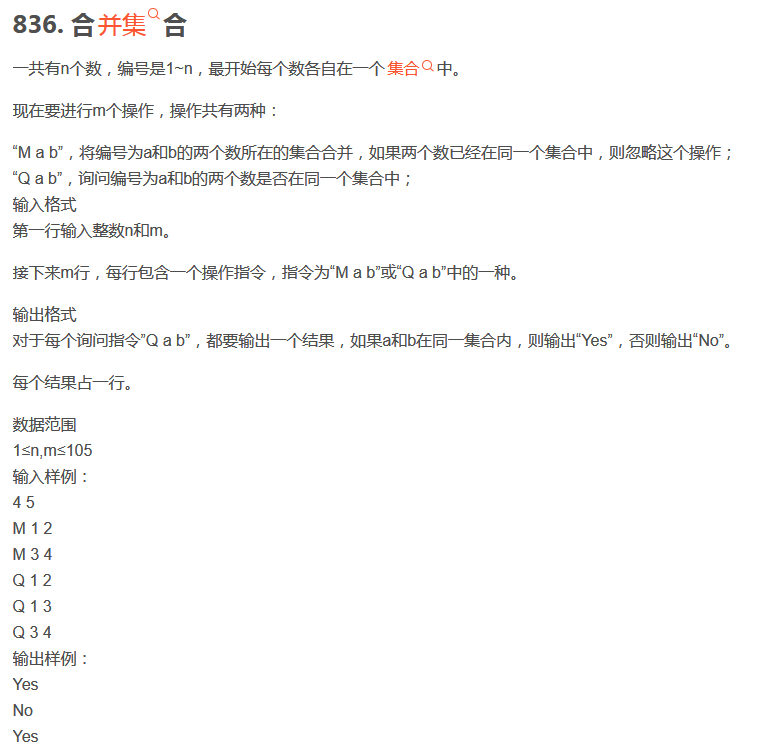 836. 合并集合
一共有n个数，编号是1~n，最开始每个数各自在一个集合中。
现在要进行m个操作，操作共有两种：
“M a b”，将编号为a和b的两个数所在的集合合并，如果两个数已经在同一个集合中，则忽略这个操作；
“Q a b”，询问编号为a和b的两个数是否在同一个集合中；
输入格式
第一行输入整数n和m。
接下来m行，每行包含一个操作指令，指令为“M a b”或“Q a b”中的一种。
输出格式
对于每个询问指令”Q a b”，都要输出一个结果，如果a和b在同一集合内，则输出“Yes”，否则输出“No”。
每个结果占一行。
数据范围
1≤n,m≤105
输入样例：
4 5
M 1 2
M 3 4
Q 1 2
Q 1 3
Q 3 4
输出样例：
Yes
No
Yes